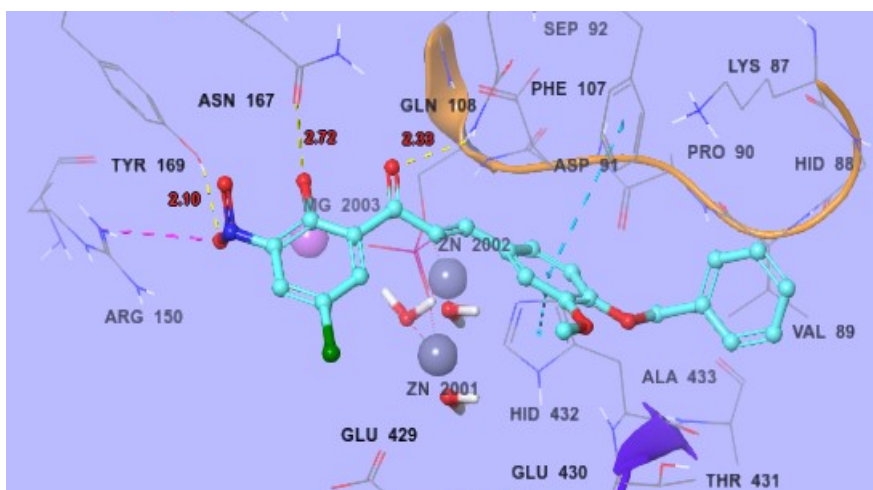 SEP 92
LYS 87
ASN 167
GLN 108
PHE 107
2.72
2.33
PRO 90
HID 88
TYR 169
ASP 91
2.10
MG 2003
ZN 2002
ARG 150
VAL 89
ZN 2001
ALA 433
HID 432
GLU 429
GLU 430
THR 431